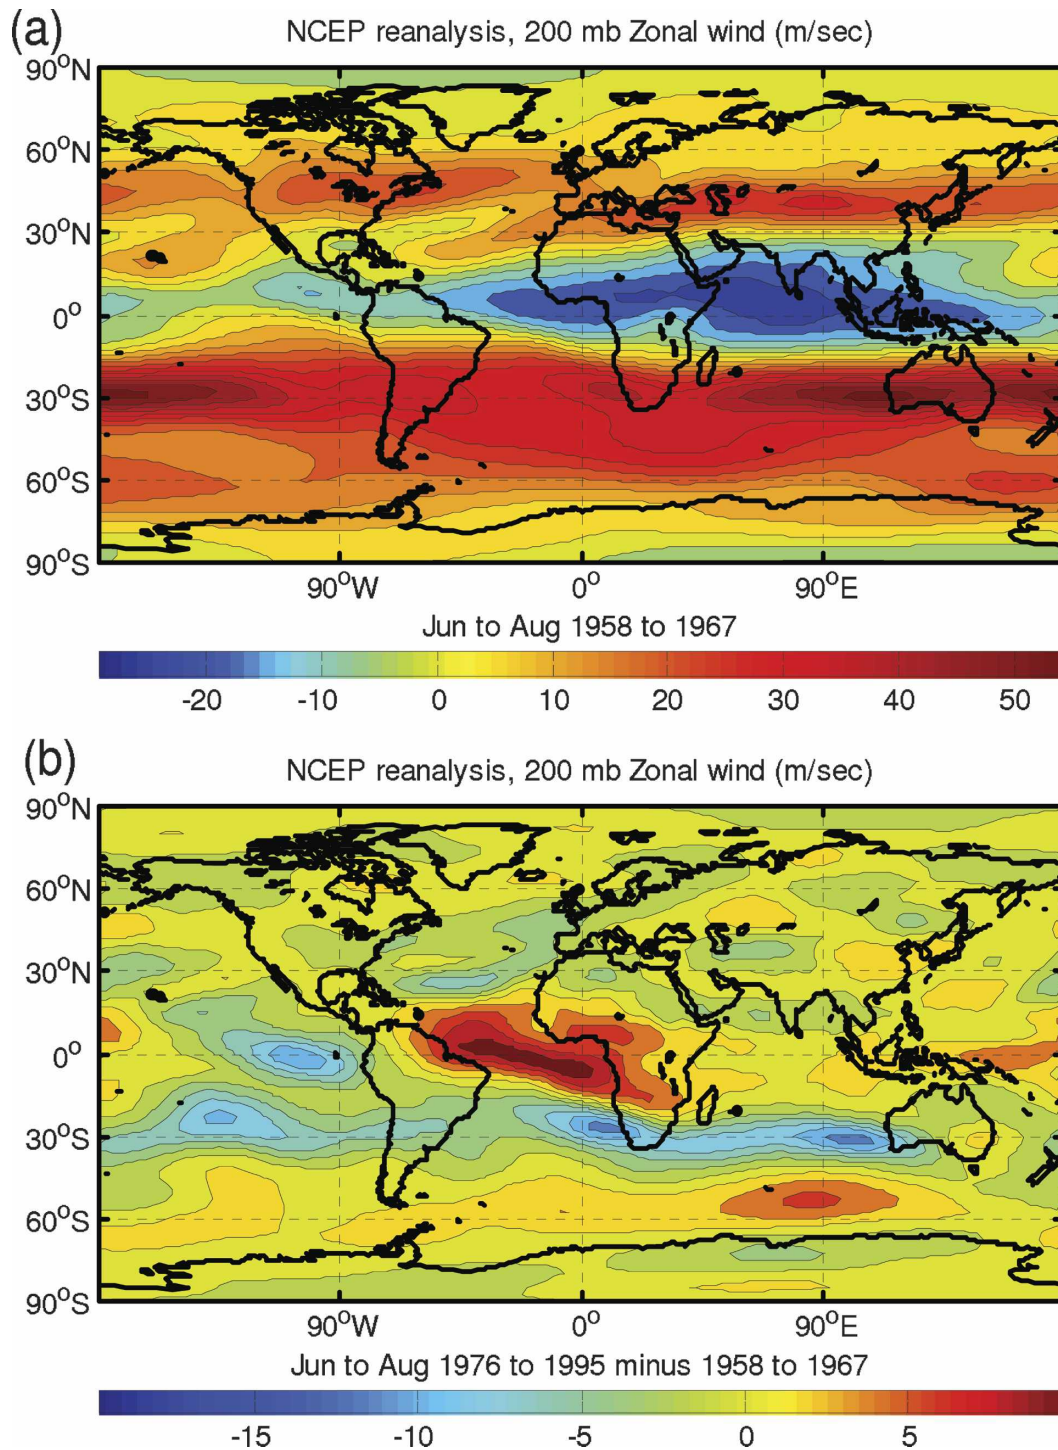 (a)
NCEP reanalysis, 200 mb Zonal wind (m/sec)
90°N
60°N
30°N
0°
30°S
60°S
90°S
90°W 0° 90°E
Jun to Aug 1958 to 1967
-20 -10 0 10 20 30 40 50
(b)
NCEP reanalysis, 200 mb Zonal wind (m/sec)
90°N
60°N
30°N
0°
30°S
60°S
90°S
90°W 0° 90°E
Jun to Aug 1976 to 1995 minus 1958 to 1967
-15 -10 -5 0 5